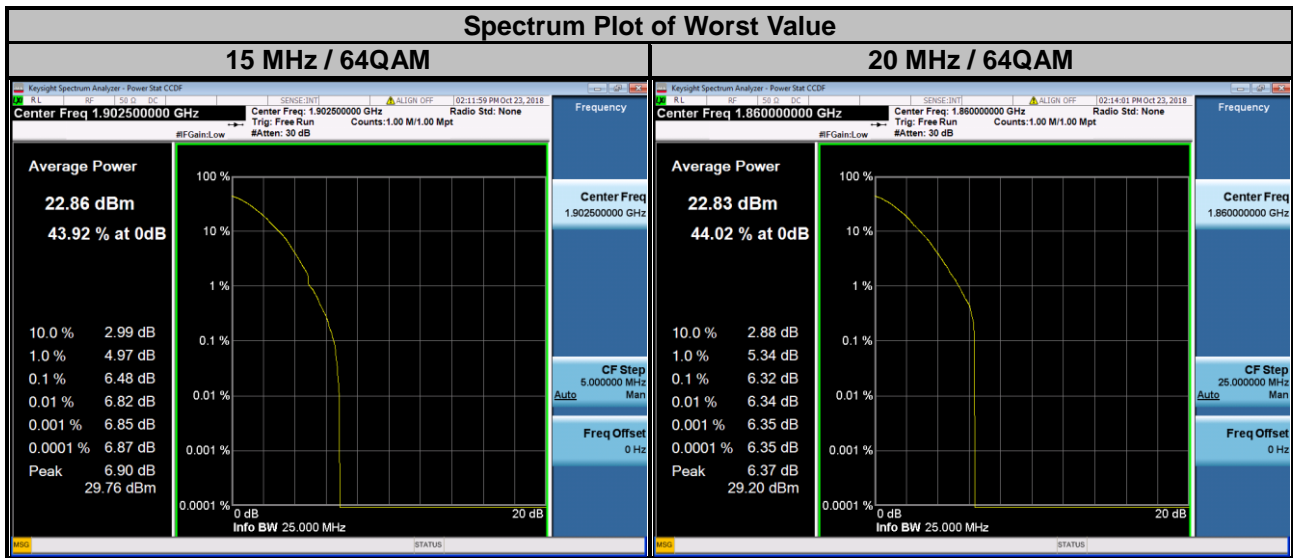 Spectrum Plot of Worst Value
15 MHz / 64QAM
20 MHz / 64QAM
Keysight Spectrum Analyzer - Power Stat CCDF
RL RF 50 Ω DC SENSE:INT ALIGN OFF 02:11:59 PM Oct 23, 2018
Center Freq 1.902500000 GHz
Center Freq: 1.902500000 GHz Radio Std: None
Trig: Free Run Counts:1.00 M/1.00 Mpt
#IFGain:Low #Atten: 30 dB
Frequency
Average Power
22.86 dBm
43.92 % at 0dB
10.0 % 2.99 dB
1.0 % 4.97 dB
0.1 % 6.48 dB
0.01 % 6.82 dB
0.001 % 6.85 dB
0.0001 % 6.87 dB
Peak 6.90 dB
29.76 dBm
100 %
10 %
1 %
0.1 %
0.01 %
0.001 %
0.0001 %
0 dB 20 dB
Info BW 25.000 MHz
Center Freq
1.902500000 GHz
CF Step
5.000000 MHz
Auto Man
Freq Offset
0 Hz
MSG STATUS
Keysight Spectrum Analyzer - Power Stat CCDF
RL RF 50 Ω DC SENSE:INT ALIGN OFF 02:14:01 PM Oct 23, 2018
Center Freq 1.860000000 GHz
Center Freq: 1.860000000 GHz Radio Std: None
Trig: Free Run Counts:1.00 M/1.00 Mpt
#IFGain:Low #Atten: 30 dB
Frequency
Average Power
22.83 dBm
44.02 % at 0dB
10.0 % 2.88 dB
1.0 % 5.34 dB
0.1 % 6.32 dB
0.01 % 6.34 dB
0.001 % 6.35 dB
0.0001 % 6.35 dB
Peak 6.37 dB
29.20 dBm
100 %
10 %
1 %
0.1 %
0.01 %
0.001 %
0.0001 %
0 dB 20 dB
Info BW 25.000 MHz
Center Freq
1.860000000 GHz
CF Step
25.000000 MHz
Auto Man
Freq Offset
0 Hz
MSG STATUS